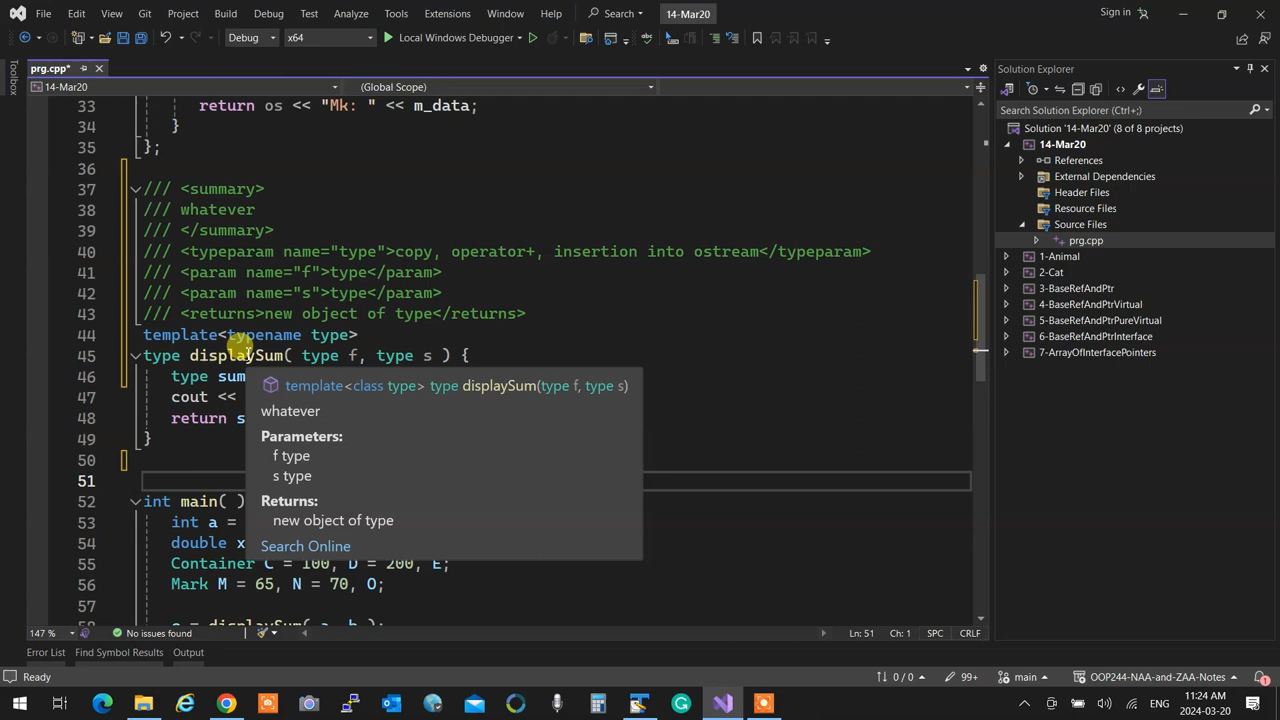 File Edit View Git Project Build Debug Test Analyze Tools Extensions Window Help Search 14-Mar20 Sign in
Debug x64 Local Windows Debugger
Toolbox
prg.cpp*
14-Mar20 (Global Scope)
33 return os << "Mk: " << m_data;
34 }
35 };
36
37 /// <summary>
38 /// whatever
39 /// </summary>
40 /// <typeparam name="type">copy, operator+, insertion into ostream</typeparam>
41 /// <param name="f">type</param>
42 /// <param name="s">type</param>
43 /// <returns>new object of type</returns>
44 template<typename type>
45 type displaySum( type f, type s ) {
46 type sum
47 cout <<
48 return s
49 }
50
51
52 int main( )
53 int a =
54 double x
55 Container C = 100, D = 200, E;
56 Mark M = 65, N = 70, O;
template<class type> type displaySum(type f, type s)
whatever
Parameters:
f type
s type
Returns:
new object of type
Search Online
147 % No issues found Ln: 51 Ch: 1 SPC CRLF
Error List Find Symbol Results Output
Solution Explorer
Search Solution Explorer (Ctrl+;)
Solution '14-Mar20' (8 of 8 projects)
14-Mar20
References
External Dependencies
Header Files
Resource Files
Source Files
prg.cpp
1-Animal
2-Cat
3-BaseRefAndPtr
4-BaseRefAndPtrVirtual
5-BaseRefAndPtrPureVirtual
6-BaseRefAndPtrInterface
7-ArrayOfInterfacePointers
Ready 0 / 0 99+ main OOP244-NAA-and-ZAA-Notes 1
ENG 11:24 AM
2024-03-20